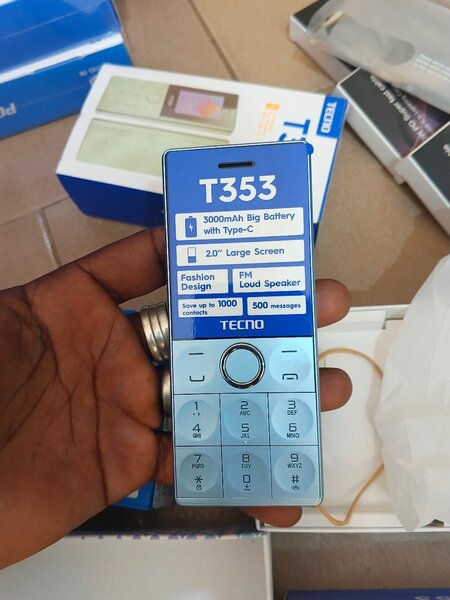 TECNO
TECNO
T353
3000mAh Big Battery
with Type-C
2.0" Large Screen
Fashion
Design
FM
Loud Speaker
Save up to 1000
contacts
500 messages
TECNO
1
.,
2
ABC
3
DEF
4
GHI
5
JKL
6
MNO
7
PQRS
8
TUV
9
WXYZ
*
0
#